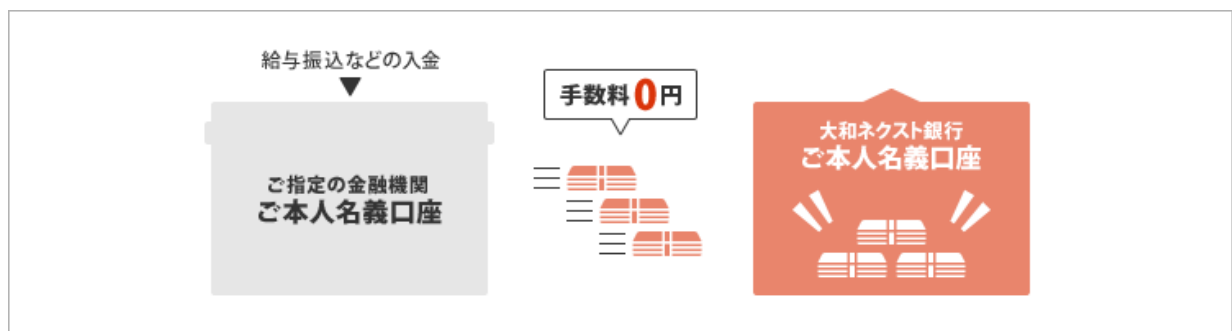 給与振込などの入金
ご指定の金融機関
ご本人名義口座
手数料0円
大和ネクスト銀行
ご本人名義口座